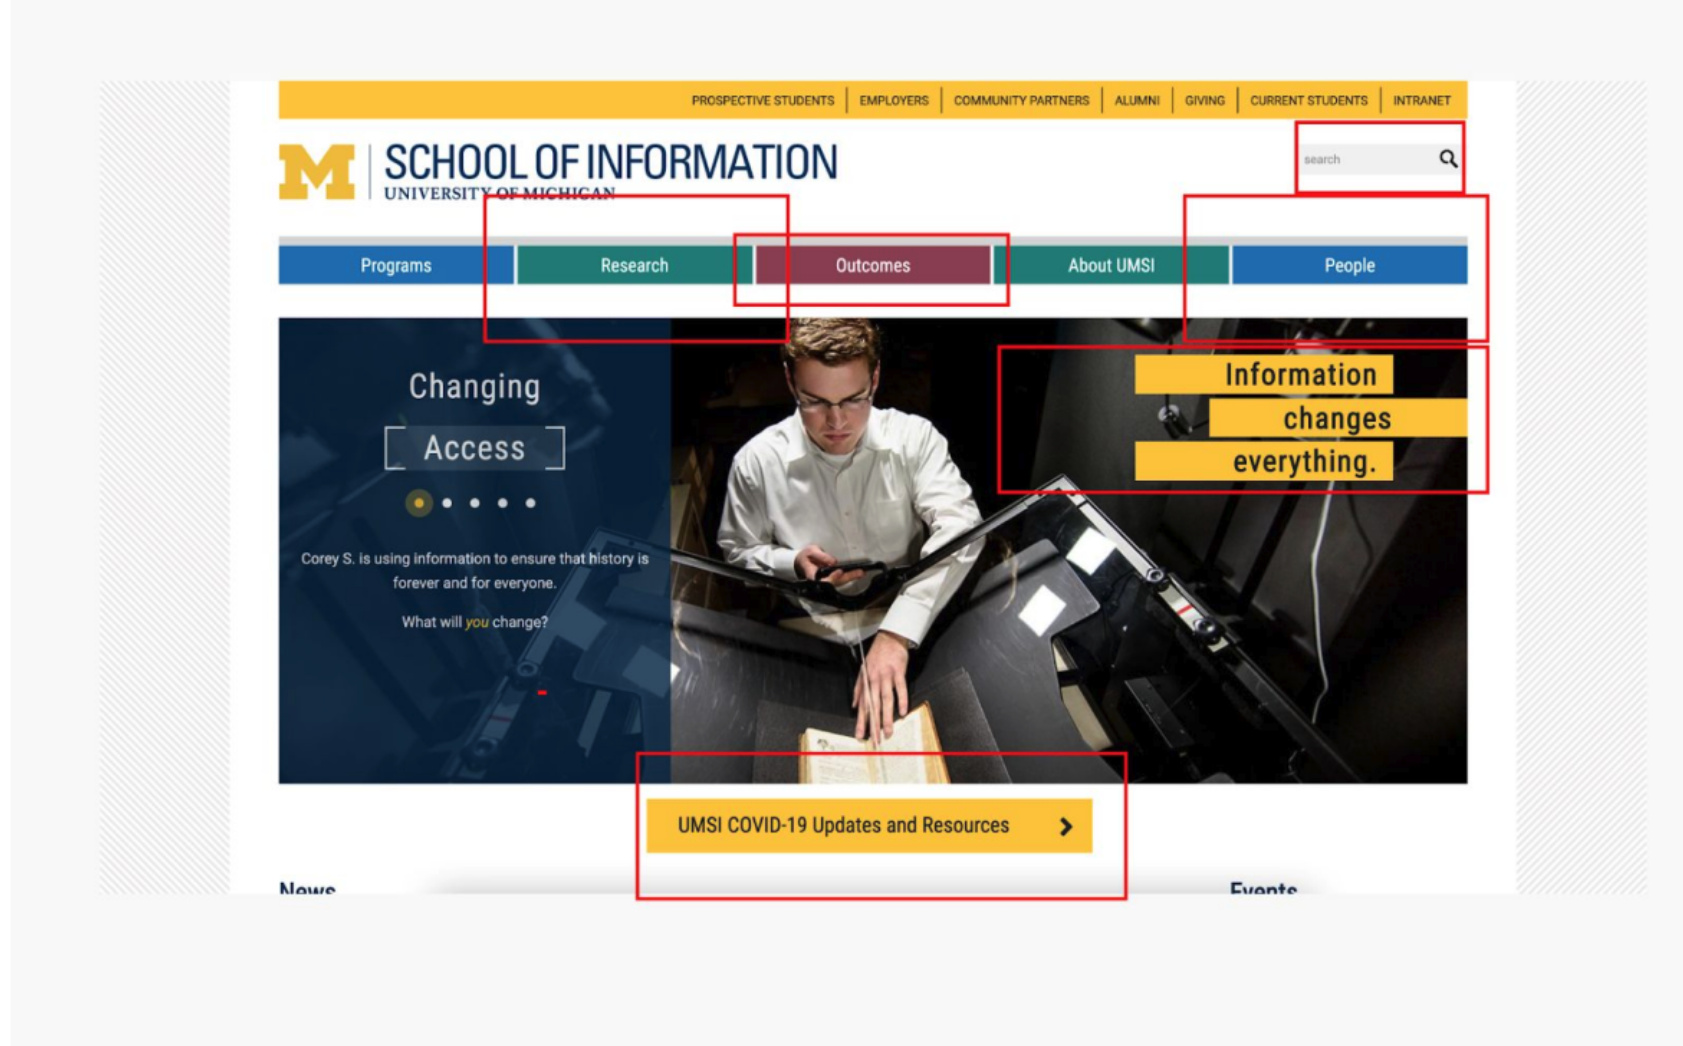 PROSPECTIVE STUDENTS EMPLOYERS COMMUNITY PARTNERS ALUMNI GIVING CURRENT STUDENTS INTRANET
M SCHOOL OF INFORMATION
UNIVERSITY OF MICHIGAN
search
Programs Research Outcomes About UMSI People
Changing
Access
Corey S. is using information to ensure that history is
forever and for everyone.
What will you change?
Information
changes
everything.
UMSI COVID-19 Updates and Resources
News Events